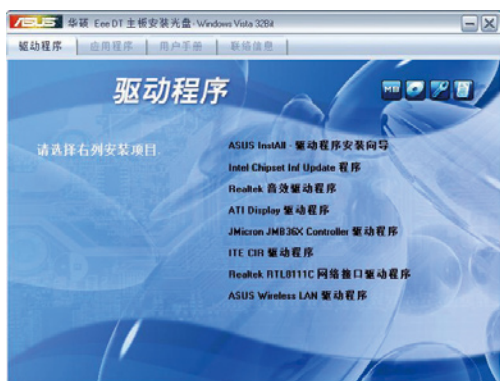 ASUS 华硕 Eee DT 主板安装光盘-Windows Vista 32Bit
驱动程序 应用程序 用户手册 联络信息
驱动程序
MB
请选择右列安装项目.
ASUS InstAll - 驱动程序安装向导
Intel Chipset Inf Update 程序
Realtek 音效驱动程序
ATI Display 驱动程序
JMicron JMB36X Controller 驱动程序
ITE CIR 驱动程序
Realtek RTL8111C 网络接口驱动程序
ASUS Wireless LAN 驱动程序